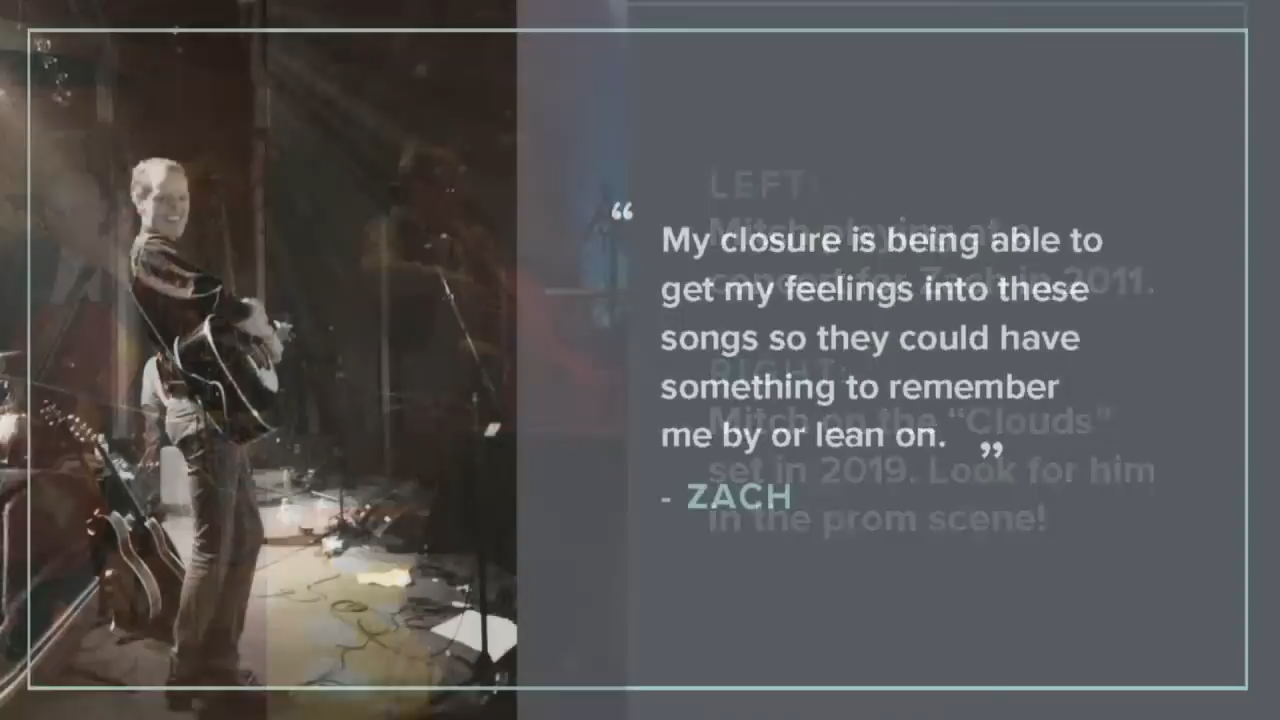 “
My closure is being able to
get my feelings into these
songs so they could have
something to remember
me by or lean on. ”
- ZACH
LEFT:
Mitch playing at a
concert for Zach in 2011.
RIGHT:
Mitch on the “Clouds”
set in 2019. Look for him
in the prom scene!